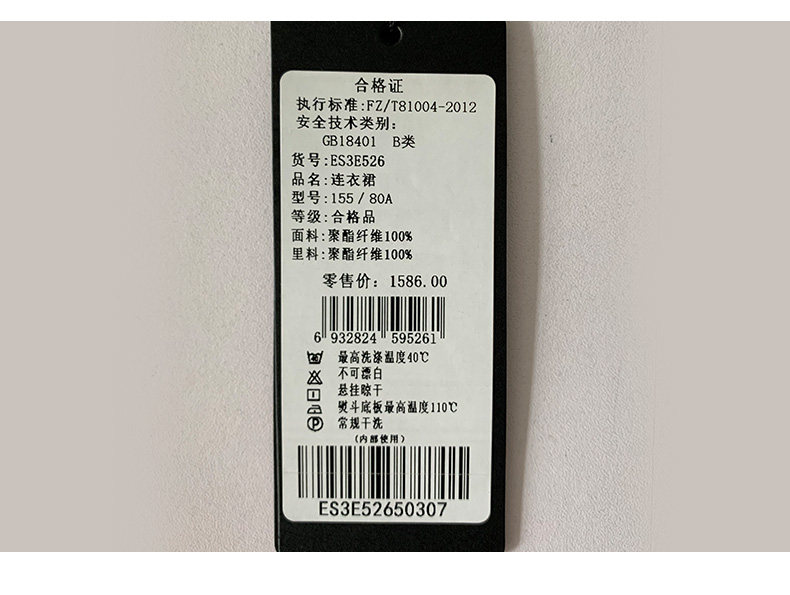 合格证
执行标准:FZ/T81004-2012
安全技术类别:
GB18401 B类
货号:ES3E526
品名:连衣裙
型号:155/80A
等级:合格品
面料:聚酯纤维100%
里料:聚酯纤维100%
零售价: 1586.00
6 932824 595261
最高洗涤温度40℃
不可漂白
悬挂晾干
熨斗底板最高温度110℃
P 常规干洗
(内部使用)
ES3E52650307